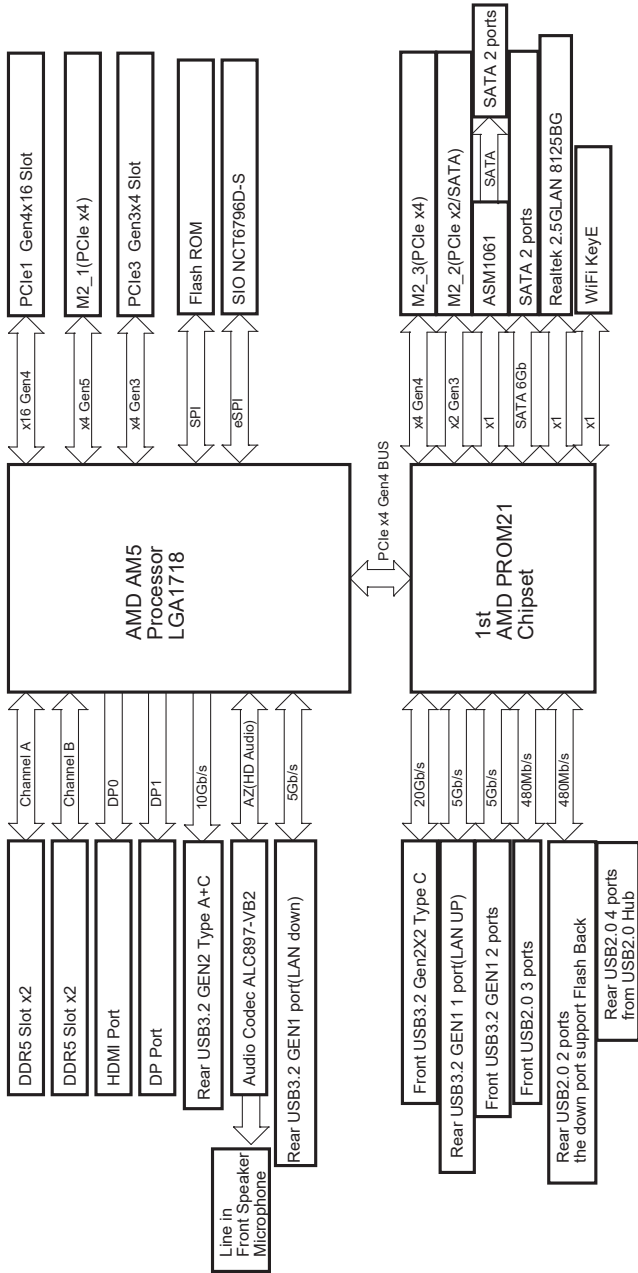 PCIe1 Gen4x16 Slot
x16 Gen4
M2_1(PCIe x4)
x4 Gen5
PCIe3 Gen3x4 Slot
x4 Gen3
Flash ROM
SPI
SIO NCT6796D-S
eSPI
AMD AM5
Processor
LGA1718
Channel A
DDR5 Slot x2
Channel B
DDR5 Slot x2
DP0
HDMI Port
DP1
DP Port
10Gb/s
Rear USB3.2 GEN2 Type A+C
AZ(HD Audio)
Audio Codec ALC897-VB2
Line in
Front Speaker
Microphone
5Gb/s
Rear USB3.2 GEN1 port(LAN down)
PCIe x4 Gen4 BUS
M2_3(PCIe x4)
x4 Gen4
M2_2(PCIe x2/SATA)
x2 Gen3
ASM1061
x1
SATA
SATA 2 ports
SATA 2 ports
SATA 6Gb
Realtek 2.5GLAN 8125BG
x1
WiFi KeyE
x1
1st
AMD PROM21
Chipset
20Gb/s
Front USB3.2 Gen2X2 Type C
5Gb/s
Rear USB3.2 GEN1 1 port(LAN UP)
5Gb/s
Front USB3.2 GEN1 2 ports
480Mb/s
Front USB2.0 3 ports
480Mb/s
Rear USB2.0 2 ports
the down port support Flash Back
Rear USB2.0 4 ports
from USB2.0 Hub